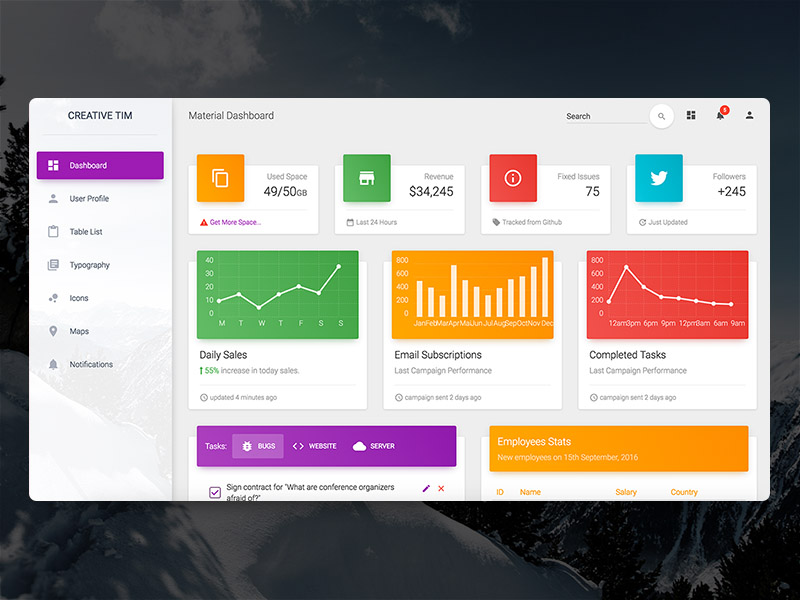 CREATIVE TIM
Dashboard
User Profile
Table List
Typography
Icons
Maps
Notifications
Material Dashboard
Search
5
Used Space
49/50GB
Get More Space...
Revenue
$34,245
Last 24 Hours
Fixed Issues
75
Tracked from Github
Followers
+245
Just Updated
40
30
20
10
0
M T W T F S S
Daily Sales
55% increase in today sales.
updated 4 minutes ago
800
600
400
200
0
JanFebMarAprMaiJunJulAugSepOctNovDec
Email Subscriptions
Last Campaign Performance
campaign sent 2 days ago
800
600
400
200
0
12am3pm 6pm 9pm 12pm3am 6am 9am
Completed Tasks
Last Campaign Performance
campaign sent 2 days ago
Tasks: BUGS WEBSITE SERVER
Sign contract for "What are conference organizers
afraid of?"
Employees Stats
New employees on 15th September, 2016
ID Name Salary Country